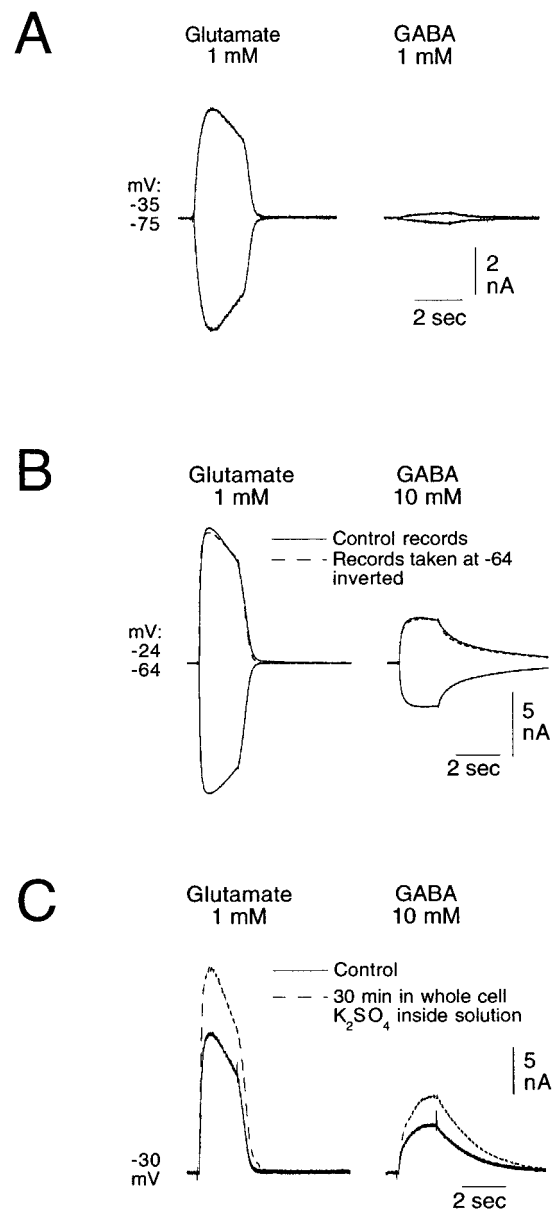 A
Glutamate
1 mM
GABA
1 mM
mV:
-35
-75
2
nA
2 sec
B
Glutamate
1 mM
GABA
10 mM
Control records
Records taken at -64
inverted
mV:
-24
-64
5
nA
2 sec
C
Glutamate
1 mM
GABA
10 mM
Control
30 min in whole cell
K₂SO₄ inside solution
5
nA
-30
mV
2 sec